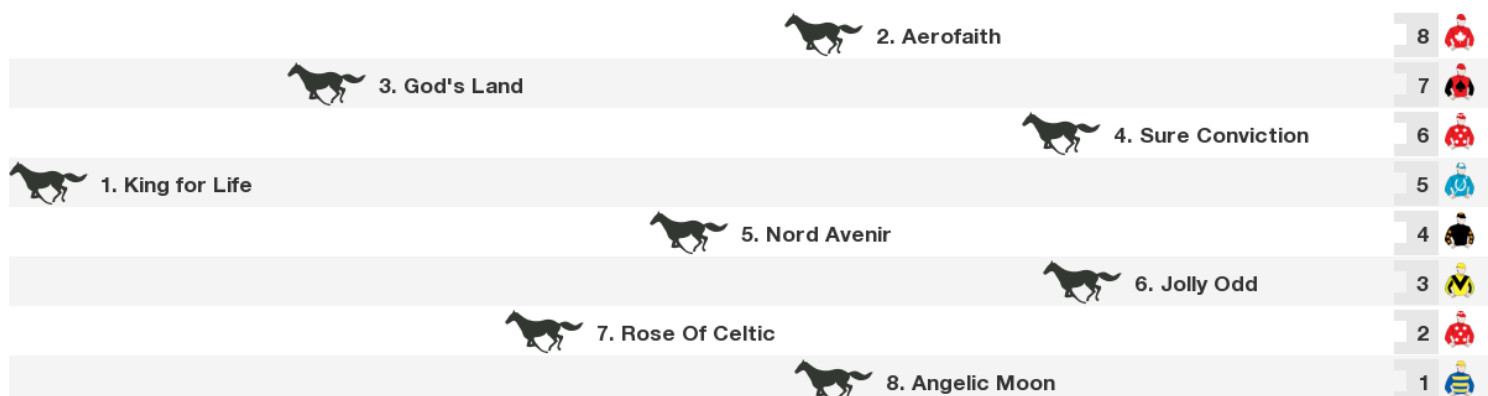 2. Aerofaith 8
3. God's Land 7
4. Sure Conviction 6
1. King for Life 5
5. Nord Avenir 4
6. Jolly Odd 3
7. Rose Of Celtic 2
8. Angelic Moon 1